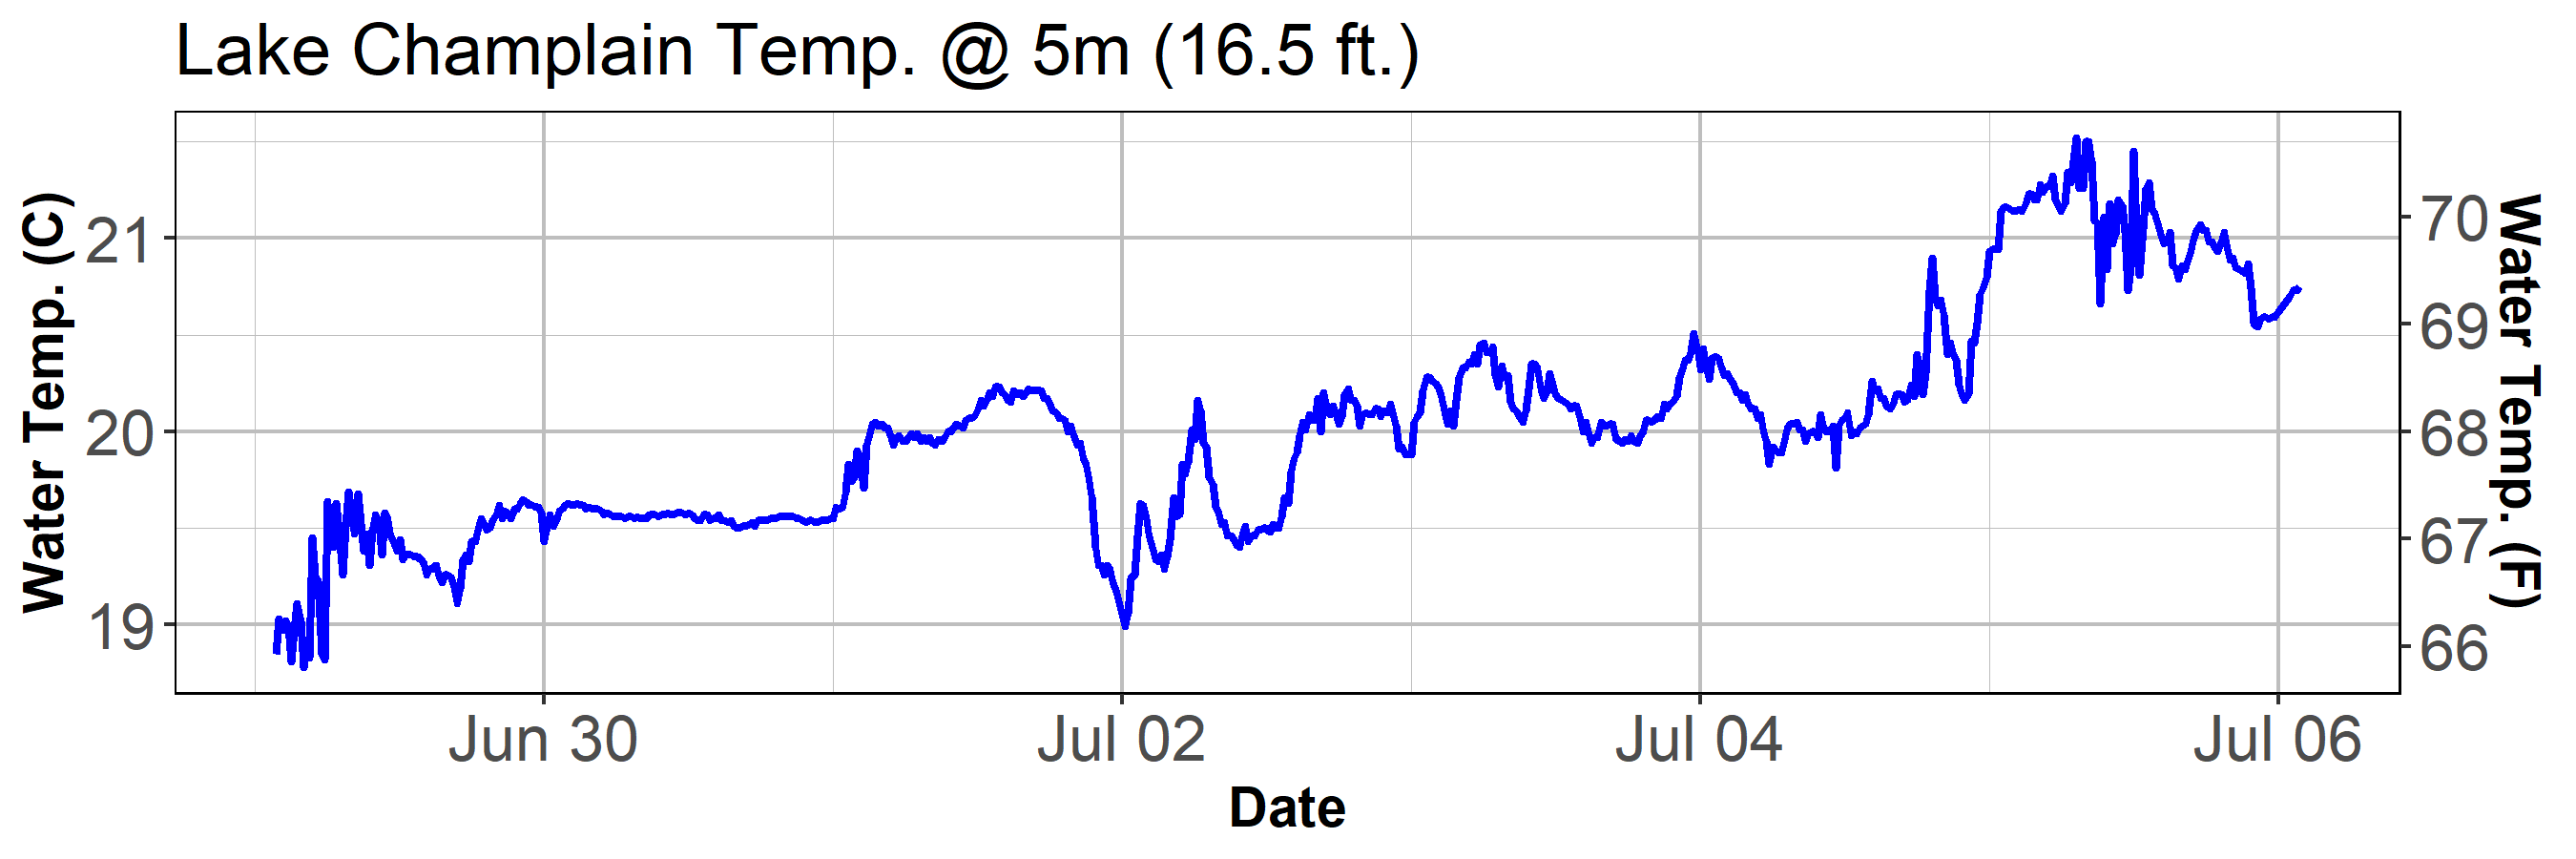 Lake Champlain Temp. @ 5m (16.5 ft.)
Water Temp. (C)
21
20
19
70
69
68
67
66
Water Temp. (F)
Jun 30 Jul 02 Jul 04 Jul 06
Date